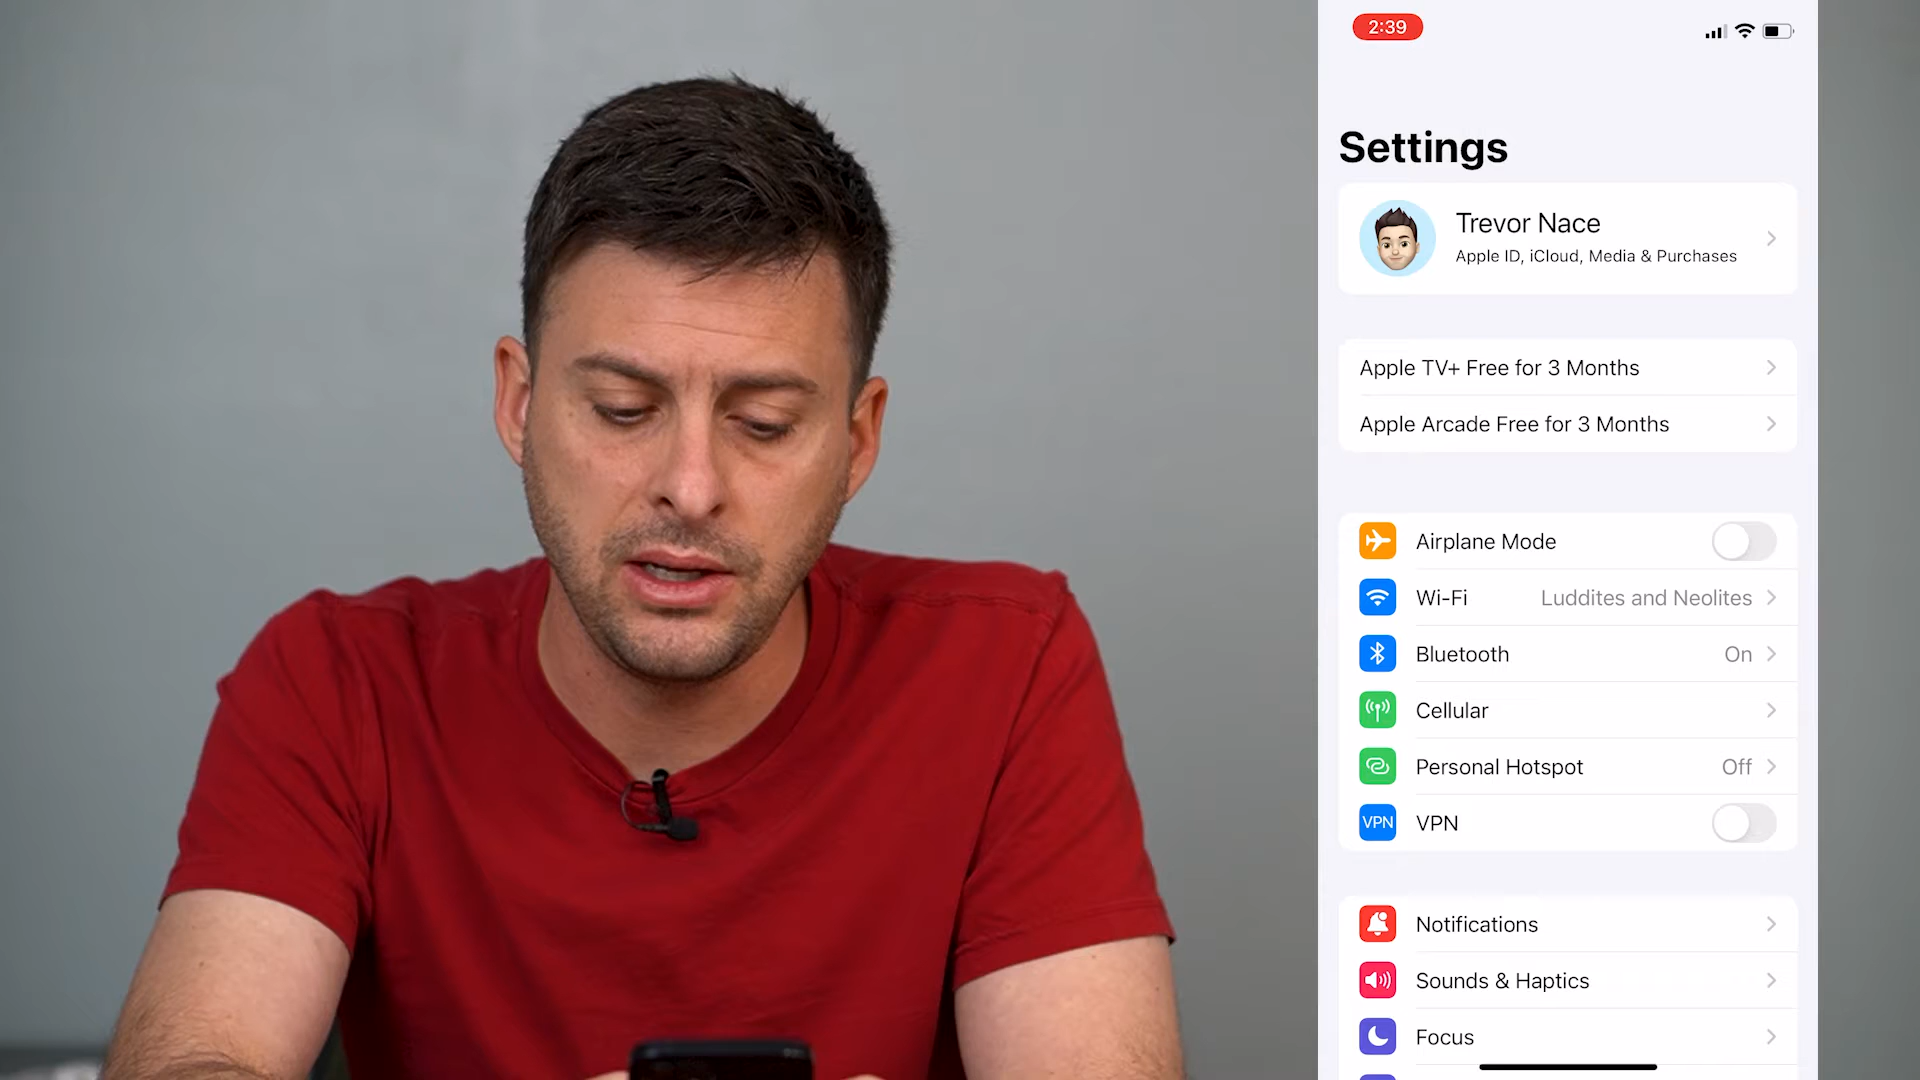 2:39
Settings
Trevor Nace
Apple ID, iCloud, Media & Purchases
Apple TV+ Free for 3 Months
Apple Arcade Free for 3 Months
Airplane Mode
Wi-Fi Luddites and Neolites
Bluetooth On
Cellular
Personal Hotspot Off
VPN VPN
Notifications
Sounds & Haptics
Focus